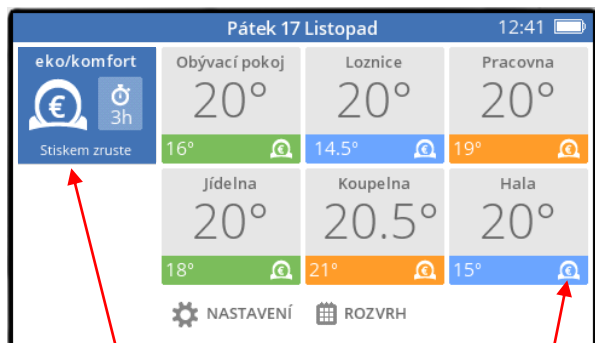 Pátek 17 Listopad 12:41
eko/komfort
€
3h
Stiskem zruste
Obývací pokoj
20°
16° €
Loznice
20°
14.5° €
Pracovna
20°
19° €
Jídelna
20°
18° €
Koupelna
20.5°
21° €
Hala
20°
15° €
NASTAVENÍ ROZVRH